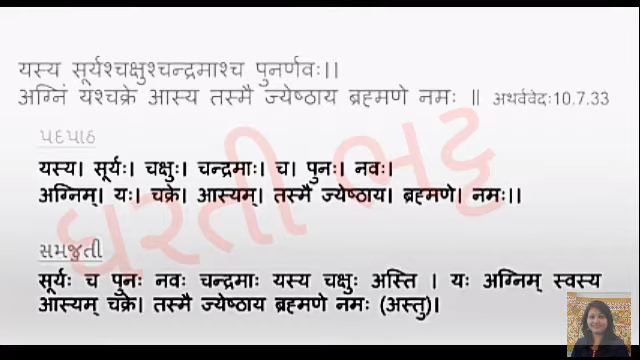 यस्य सूर्यश्चक्षुश्चन्द्रमाश्च पुनर्णवः।।
अग्निं यश्चक्रे आस्य तस्मै ज्येष्ठाय ब्रह्मणे नमः ॥ अथर्ववेदः10.7.33
પદપાઠ
यस्य। सूर्यः। चक्षुः। चन्द्रमाः। च। पुनः। नवः।
अग्निम्। यः। चक्रे। आस्यम्। तस्मै ज्येष्ठाय। ब्रह्मणे। नमः।।
સમજુતી
सूर्यः च पुनः नवः चन्द्रमाः यस्य चक्षुः अस्ति । यः अग्निम् स्वस्य
आस्यम् चक्रे। तस्मै ज्येष्ठाय ब्रह्मणे नमः (अस्तु)।
ધરતી ભટ્ટ